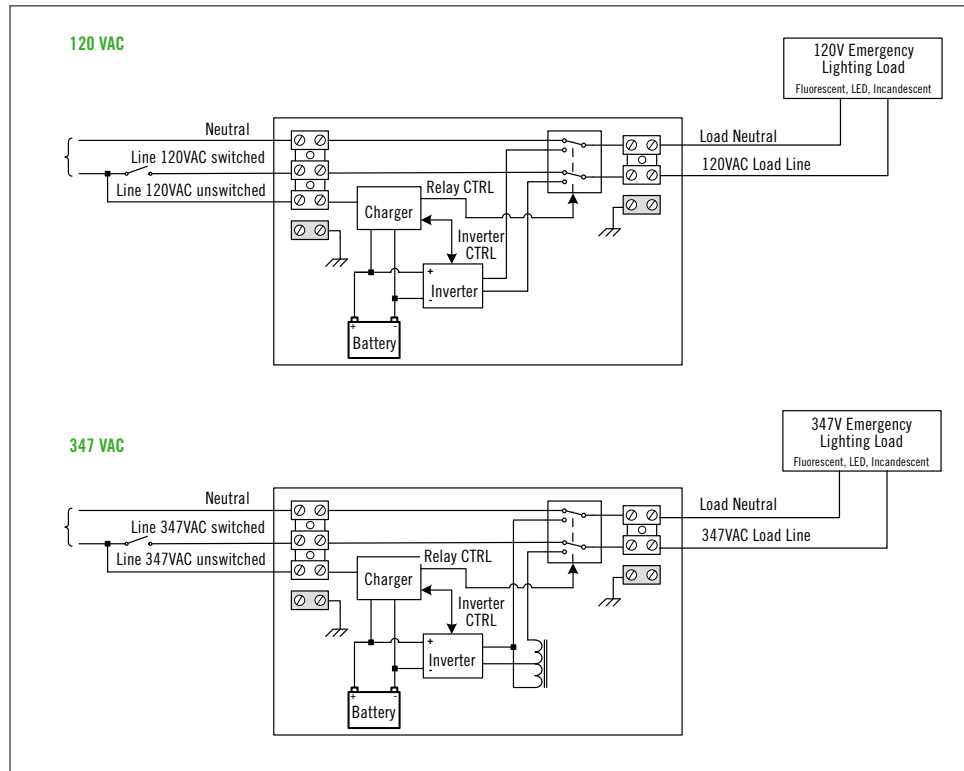 120 VAC
120V Emergency
Lighting Load
Fluorescent, LED, Incandescent
Neutral
Line 120VAC switched
Line 120VAC unswitched
Load Neutral
120VAC Load Line
Relay CTRL
Charger
Inverter
CTRL
+
Inverter
-
+ -
Battery
347 VAC
347V Emergency
Lighting Load
Fluorescent, LED, Incandescent
Neutral
Line 347VAC switched
Line 347VAC unswitched
Load Neutral
347VAC Load Line
Relay CTRL
Charger
Inverter
CTRL
+
Inverter
-
+ -
Battery